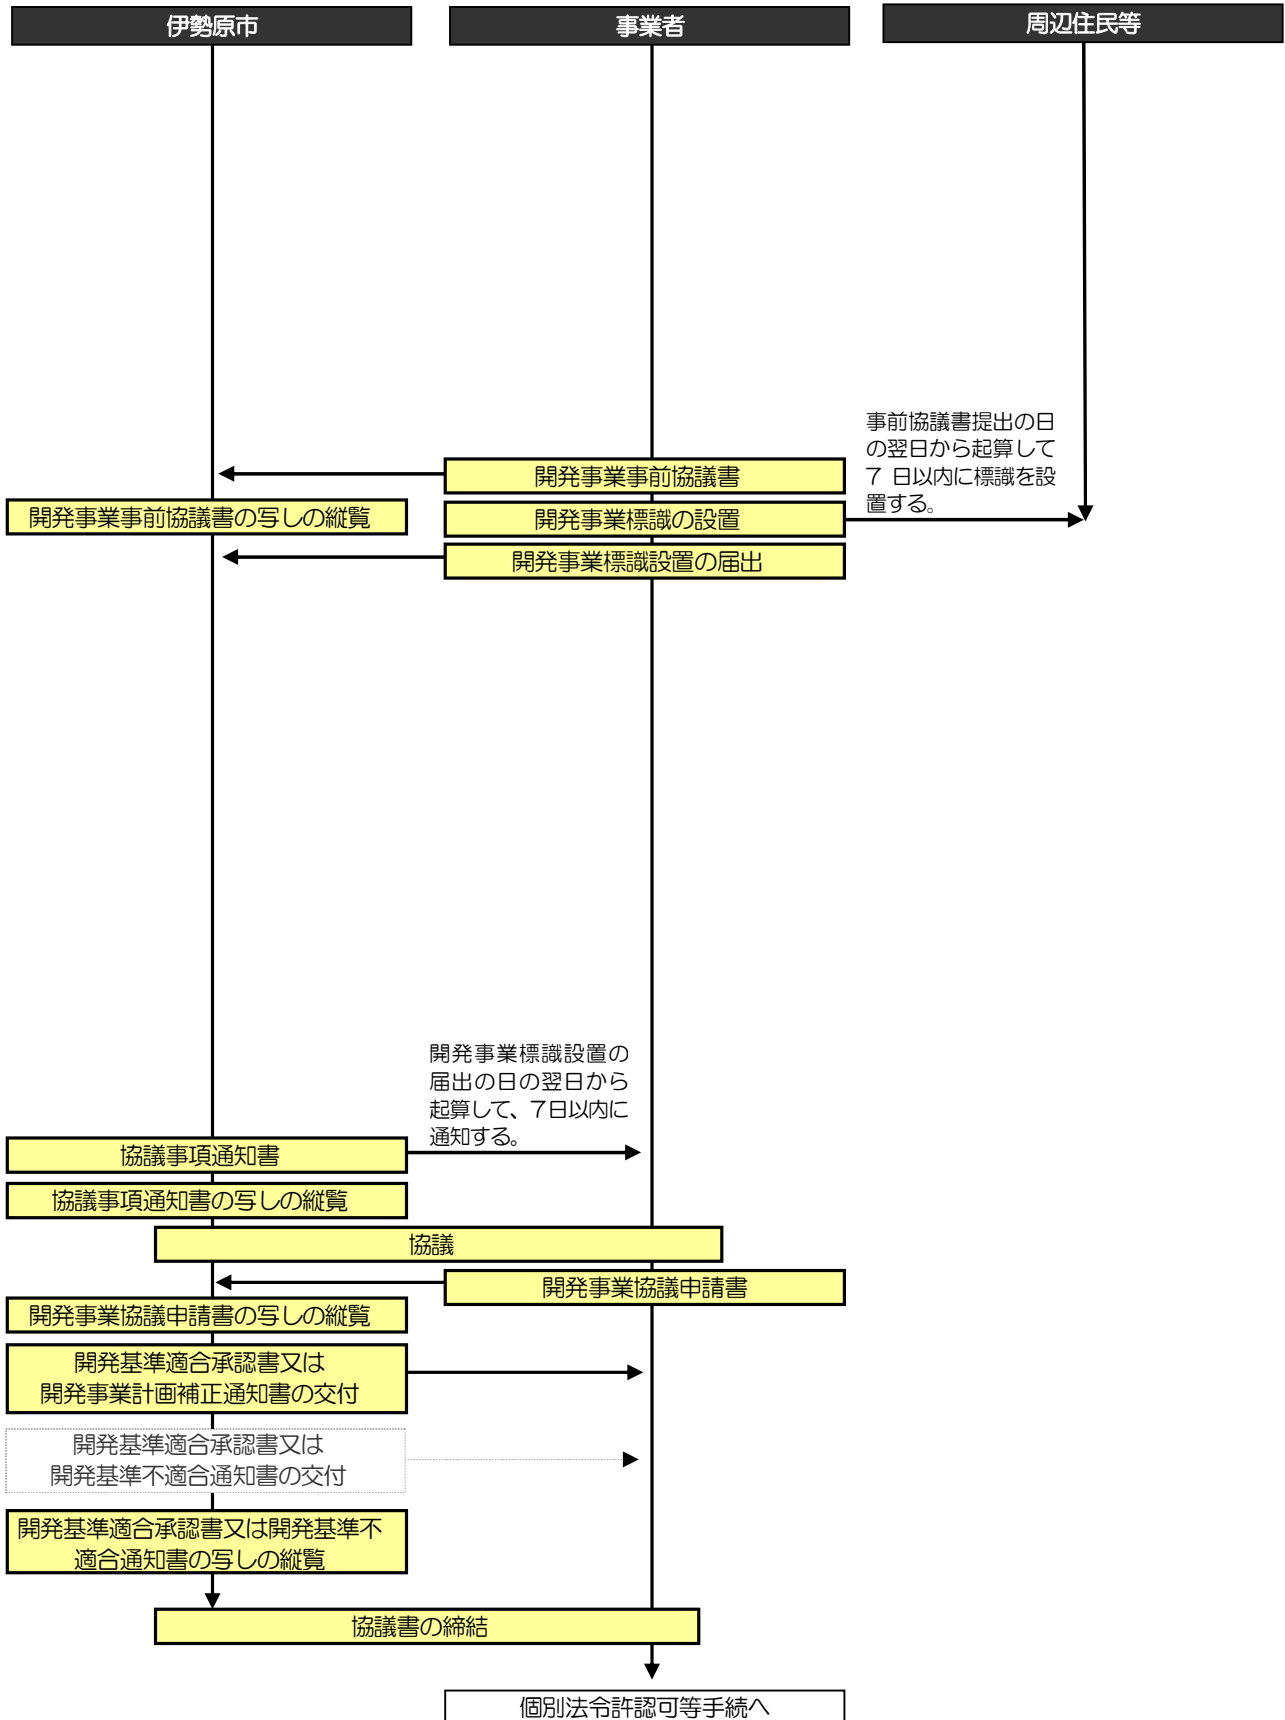 伊勢原市
事業者
周辺住民等
事前協議書提出の日
の翌日から起算して
７ 日以内に標識を設
置する。
開発事業事前協議書
開発事業事前協議書の写しの縦覧
開発事業標識の設置
開発事業標識設置の届出
開発事業標識設置の
届出の日の翌日から
起算して、７日以内に
通知する。
協議事項通知書
協議事項通知書の写しの縦覧
協議
開発事業協議申請書
開発事業協議申請書の写しの縦覧
開発基準適合承認書又は
開発事業計画補正通知書の交付
開発基準適合承認書又は
開発基準不適合通知書の交付
開発基準適合承認書又は開発基準不
適合通知書の写しの縦覧
協議書の締結
個別法令許認可等手続へ